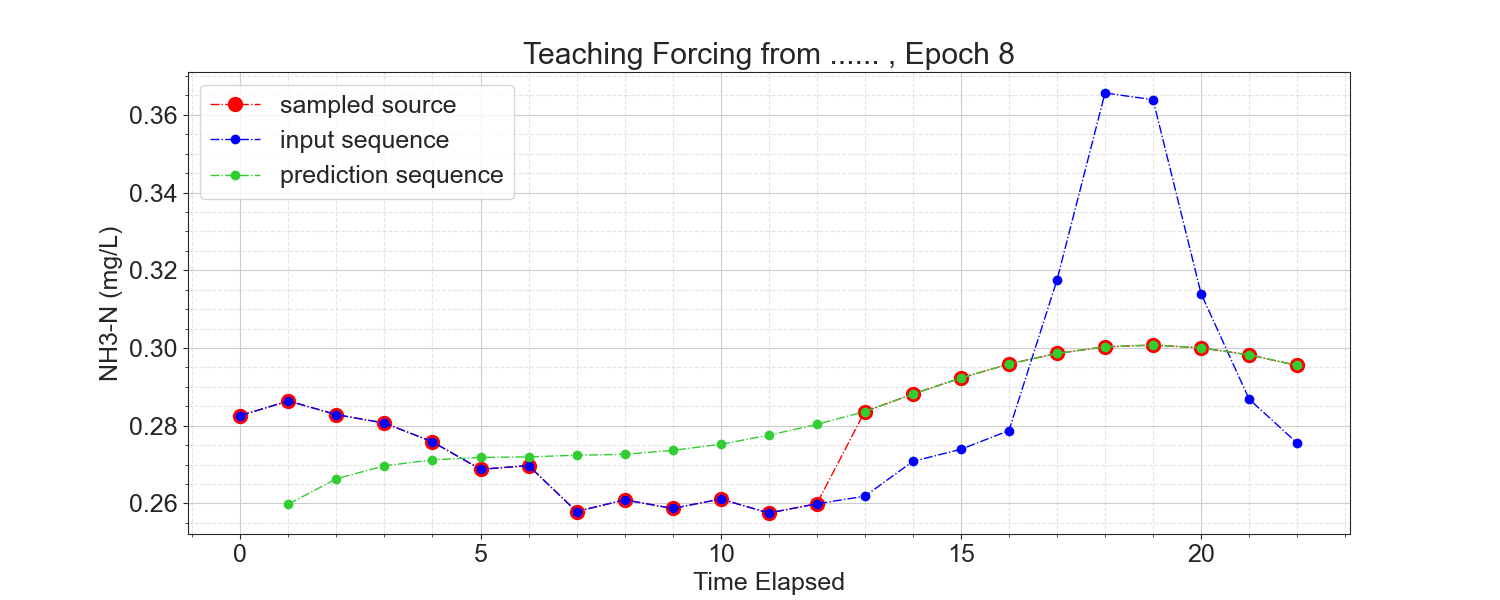 Teaching Forcing from ...... , Epoch 8
sampled source
input sequence
prediction sequence
NH3-N (mg/L)
0.36
0.34
0.32
0.30
0.28
0.26
0 5 10 15 20
Time Elapsed